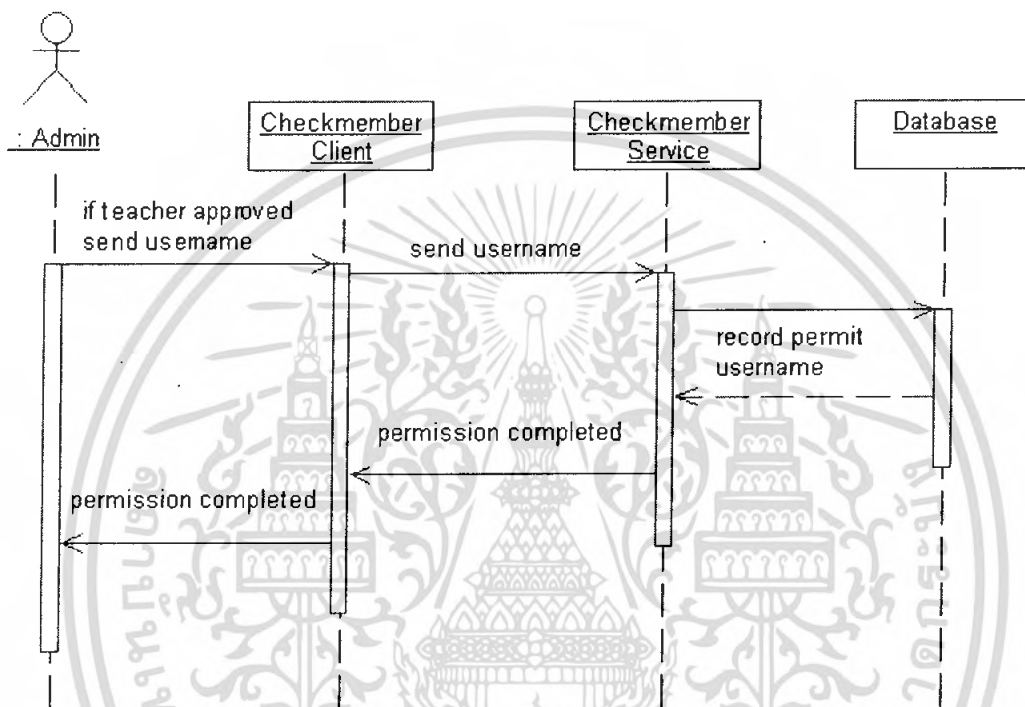 : Admin
Checkmember
Client
Checkmember
Service
Database
if teacher approved
send username
send username
record permit
username
permission completed
permission completed